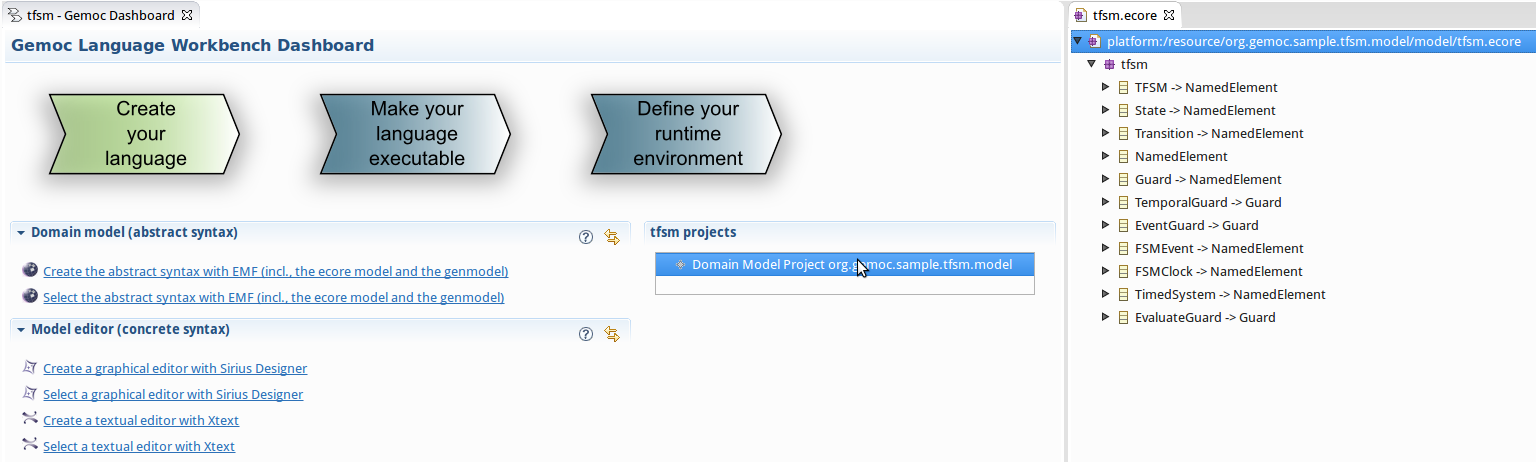 tfsm - Gemoc Dashboard
Gemoc Language Workbench Dashboard
Create
your
language
Make your
language
executable
Define your
runtime
environment
Domain model (abstract syntax)
Create the abstract syntax with EMF (incl., the ecore model and the genmodel)
Select the abstract syntax with EMF (incl., the ecore model and the genmodel)
Model editor (concrete syntax)
Create a graphical editor with Sirius Designer
Select a graphical editor with Sirius Designer
Create a textual editor with Xtext
Select a textual editor with Xtext
tfsm projects
Domain Model Project org.gemoc.sample.tfsm.model
tfsm.ecore
platform:/resource/org.gemoc.sample.tfsm.model/model/tfsm.ecore
tfsm
TFSM -> NamedElement
State -> NamedElement
Transition -> NamedElement
NamedElement
Guard -> NamedElement
TemporalGuard -> Guard
EventGuard -> Guard
FSMEvent -> NamedElement
FSMClock -> NamedElement
TimedSystem -> NamedElement
EvaluateGuard -> Guard